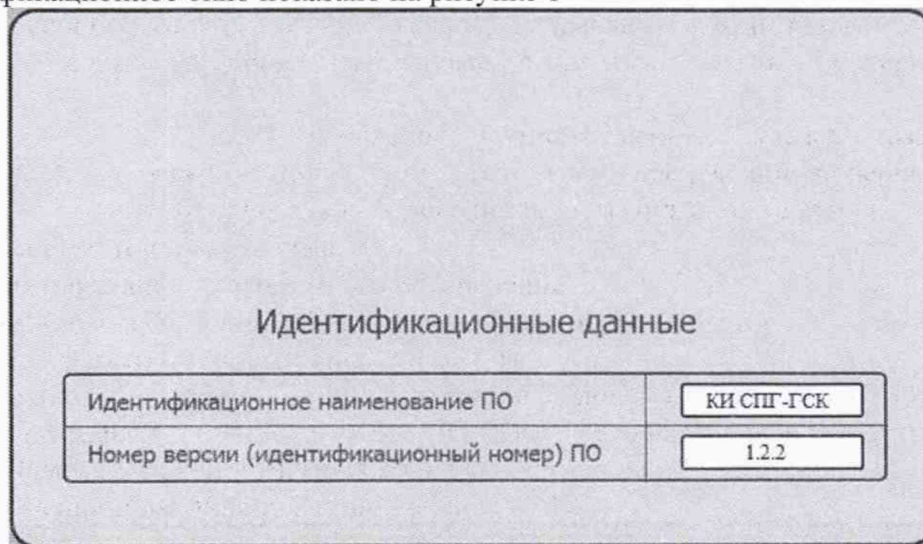 Идентификационные данные
Идентификационное наименование ПО
КИ СПГ-ГСК
Номер версии (идентификационный номер) ПО
1.2.2